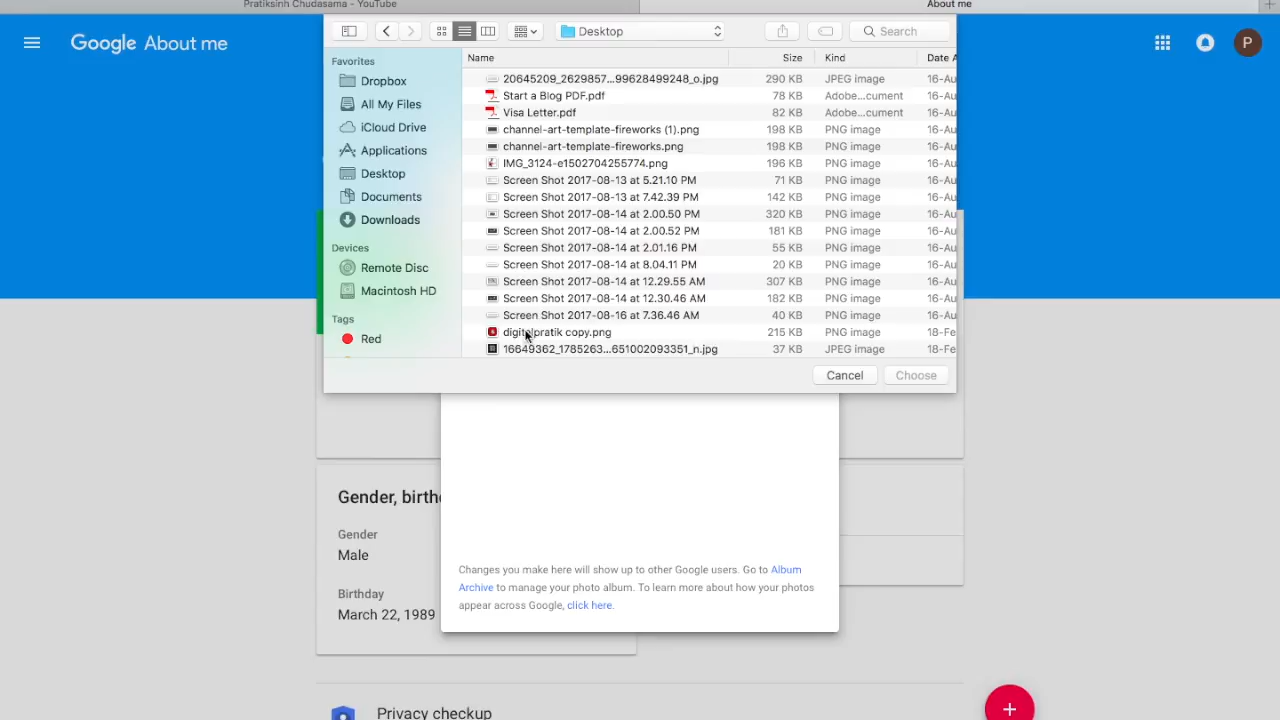 Pratiksinh Chudasama - YouTube
About me
Google About me
P
Desktop
Search
Favorites
Dropbox
All My Files
iCloud Drive
Applications
Desktop
Documents
Downloads
Devices
Remote Disc
Macintosh HD
Tags
Red
Name Size Kind Date A
20645209_2629857...99628499248_o.jpg 290 KB JPEG image 16-Au
Start a Blog PDF.pdf 78 KB Adobe...cument 16-Au
Visa Letter.pdf 82 KB Adobe...cument 16-Au
channel-art-template-fireworks (1).png 198 KB PNG image 16-Au
channel-art-template-fireworks.png 198 KB PNG image 16-Au
IMG_3124-e1502704255774.png 196 KB PNG image 16-Au
Screen Shot 2017-08-13 at 5.21.10 PM 71 KB PNG image 16-Au
Screen Shot 2017-08-13 at 7.42.39 PM 142 KB PNG image 16-Au
Screen Shot 2017-08-14 at 2.00.50 PM 320 KB PNG image 16-Au
Screen Shot 2017-08-14 at 2.00.52 PM 181 KB PNG image 16-Au
Screen Shot 2017-08-14 at 2.01.16 PM 55 KB PNG image 16-Au
Screen Shot 2017-08-14 at 8.04.11 PM 20 KB PNG image 16-Au
Screen Shot 2017-08-14 at 12.29.55 AM 307 KB PNG image 16-Au
Screen Shot 2017-08-14 at 12.30.46 AM 182 KB PNG image 16-Au
Screen Shot 2017-08-16 at 7.36.46 AM 40 KB PNG image 16-Au
digitalpratik copy.png 215 KB PNG image 18-Fe
16649362_1785263...651002093351_n.jpg 37 KB JPEG image 18-Fe
Cancel
Choose
Gender, birthd
Gender
Male
Birthday
March 22, 1989
Changes you make here will show up to other Google users. Go to Album
Archive to manage your photo album. To learn more about how your photos
appear across Google, click here.
Privacy checkup